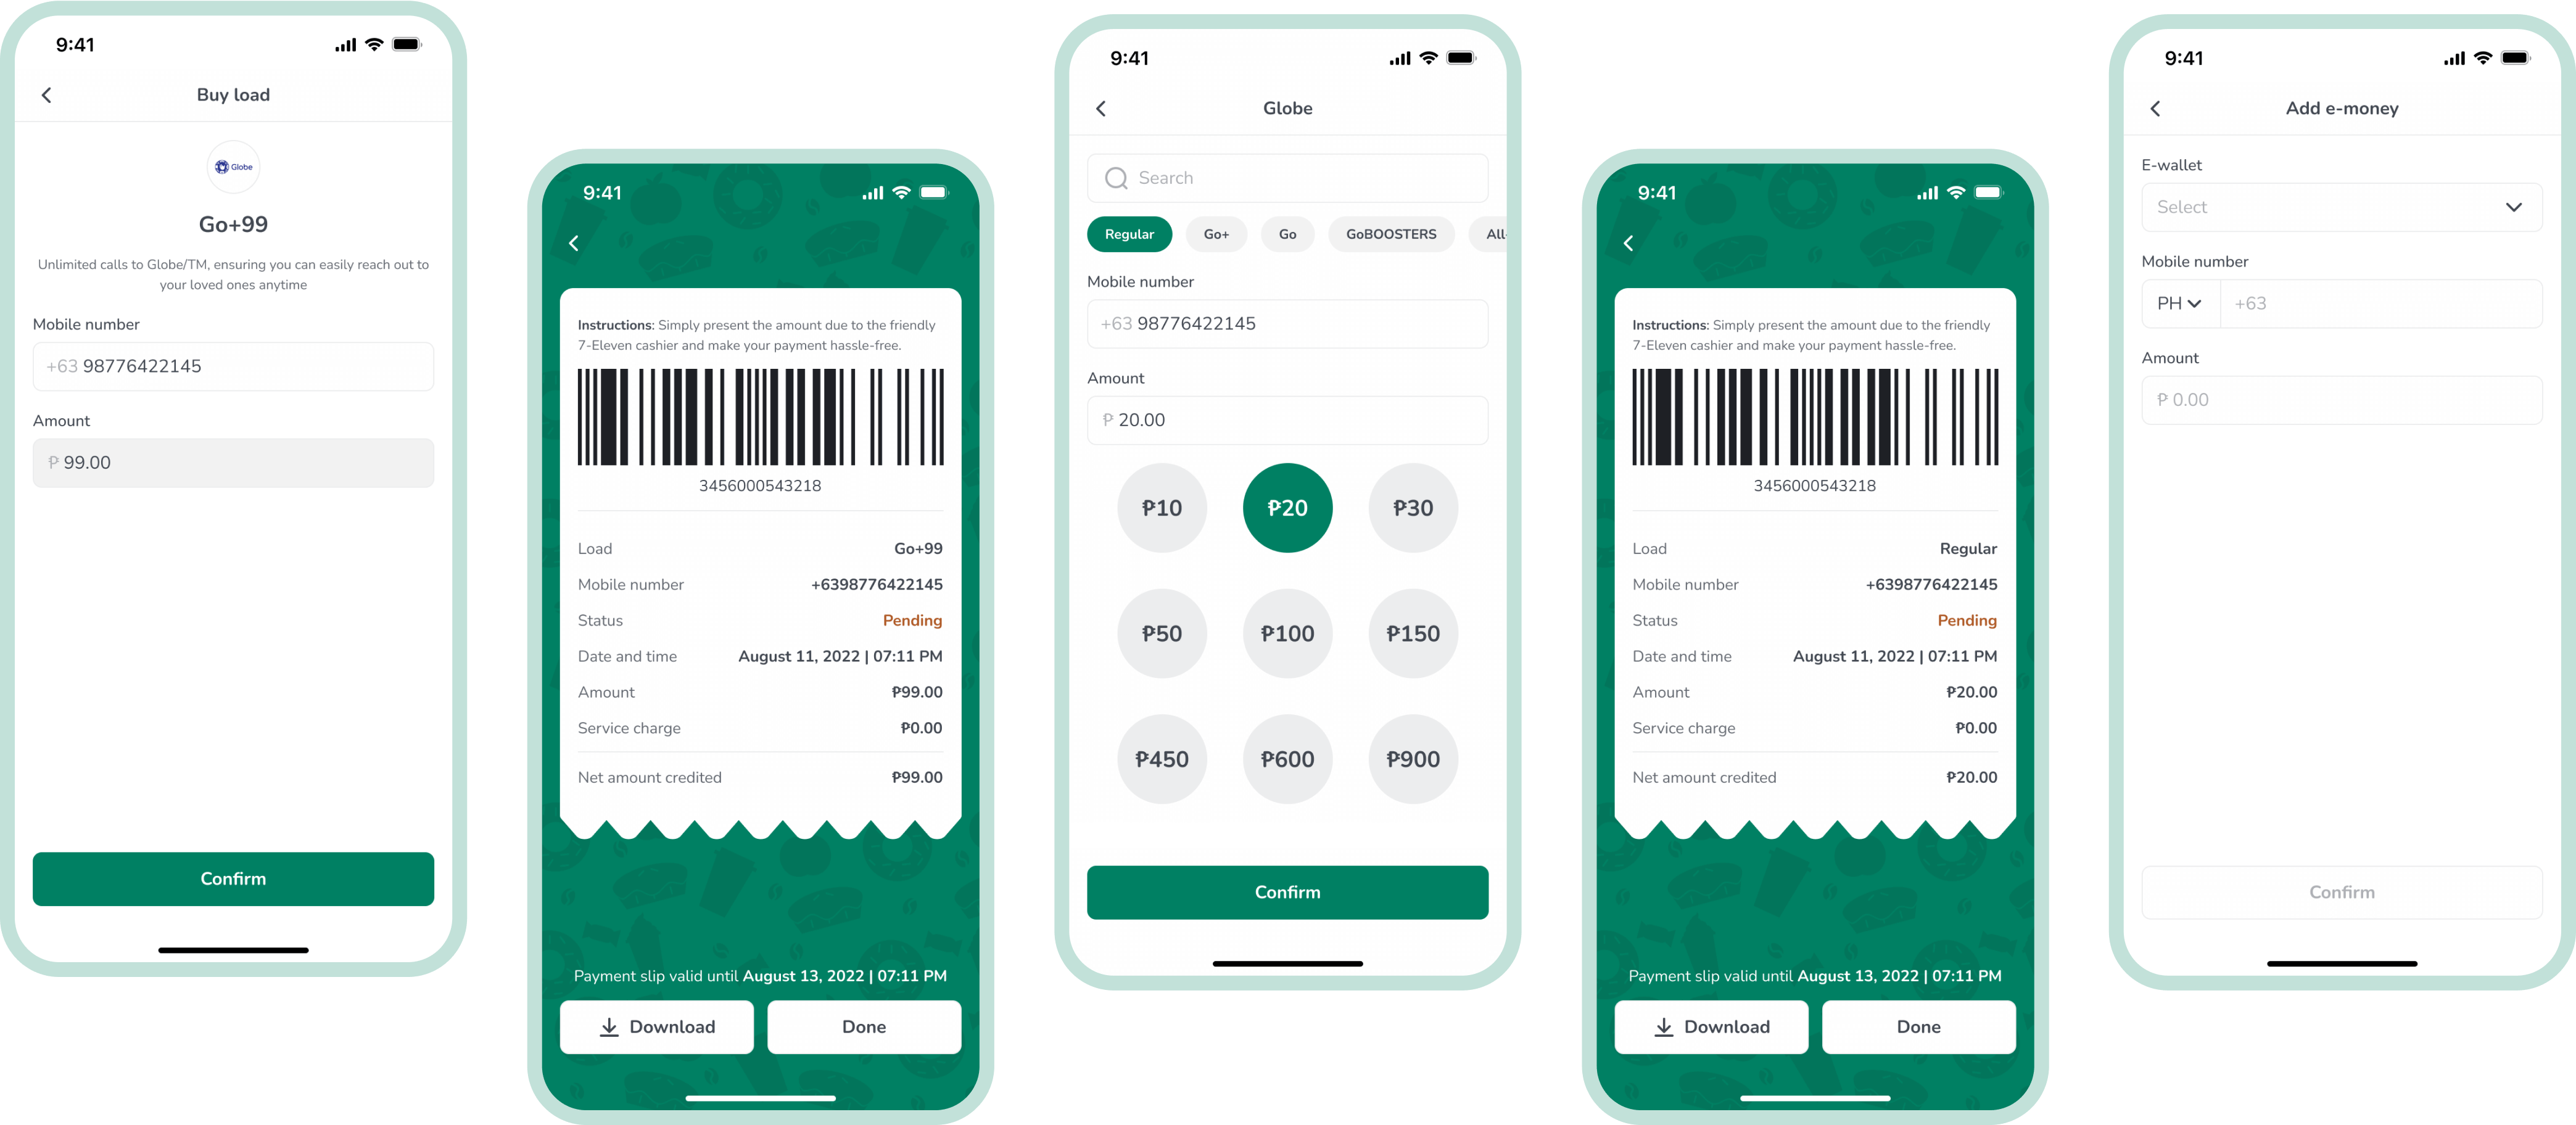 9:41
Buy load
Globe
Go+99
Unlimited calls to Globe/TM, ensuring you can easily reach out to
your loved ones anytime
Mobile number
+63 98776422145
Amount
₱ 99.00
Confirm
9:41
Instructions: Simply present the amount due to the friendly
7-Eleven cashier and make your payment hassle-free.
3456000543218
Load Go+99
Mobile number +6398776422145
Status Pending
Date and time August 11, 2022 | 07:11 PM
Amount ₱99.00
Service charge ₱0.00
Net amount credited ₱99.00
Payment slip valid until August 13, 2022 | 07:11 PM
Download Done
9:41
Globe
Search
Regular Go+ Go GoBOOSTERS All-
Mobile number
+63 98776422145
Amount
₱ 20.00
₱10 ₱20 ₱30
₱50 ₱100 ₱150
₱450 ₱600 ₱900
Confirm
9:41
Instructions: Simply present the amount due to the friendly
7-Eleven cashier and make your payment hassle-free.
3456000543218
Load Regular
Mobile number +6398776422145
Status Pending
Date and time August 11, 2022 | 07:11 PM
Amount ₱20.00
Service charge ₱0.00
Net amount credited ₱20.00
Payment slip valid until August 13, 2022 | 07:11 PM
Download Done
9:41
Add e-money
E-wallet
Select
Mobile number
PH +63
Amount
₱ 0.00
Confirm